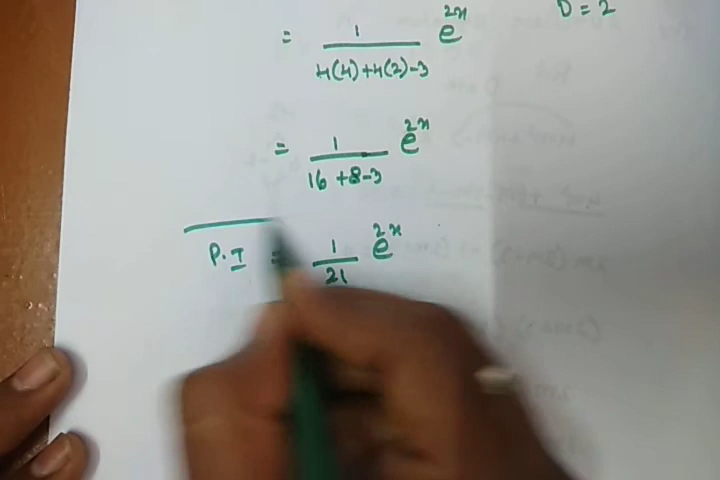 D = 2
= 1/(4(4)+4(2)-3) e^2x
= 1/(16+8-3) e^2x
P.I = 1/21 e^2x